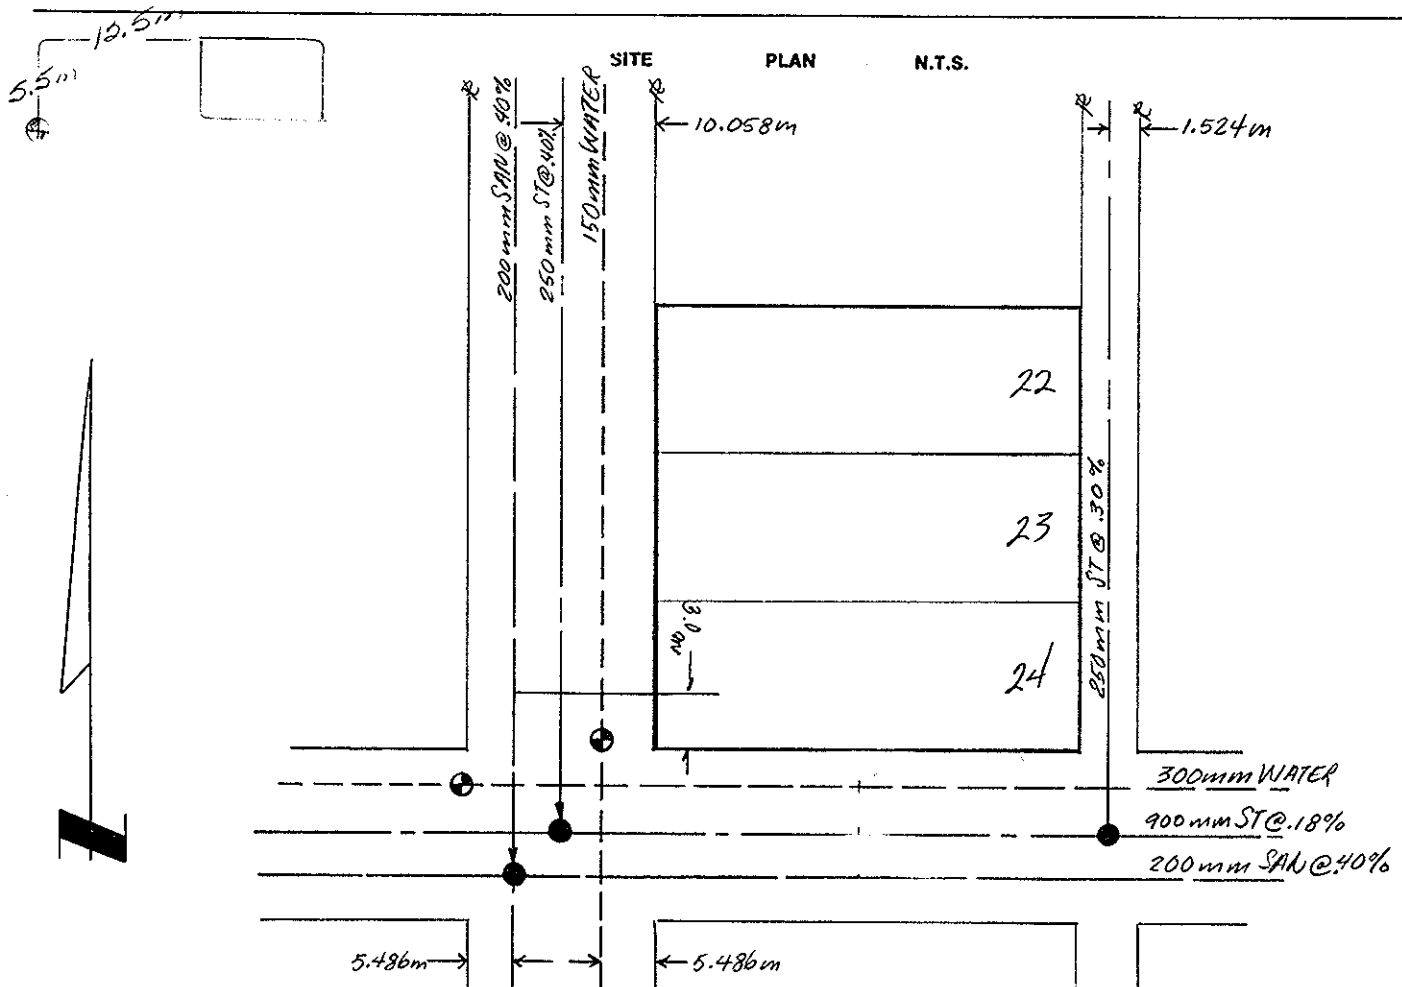 12.5m
5.5m
SITE PLAN N.T.S.
200mm SAN @ .40%
250mm ST @ .40%
150mm WATER
10.058m
1.524m
22
23
24
3.0m
250mm ST @ .30%
300mm WATER
900mm ST @ .18%
200mm SAN @ .40%
5.486m
5.486m